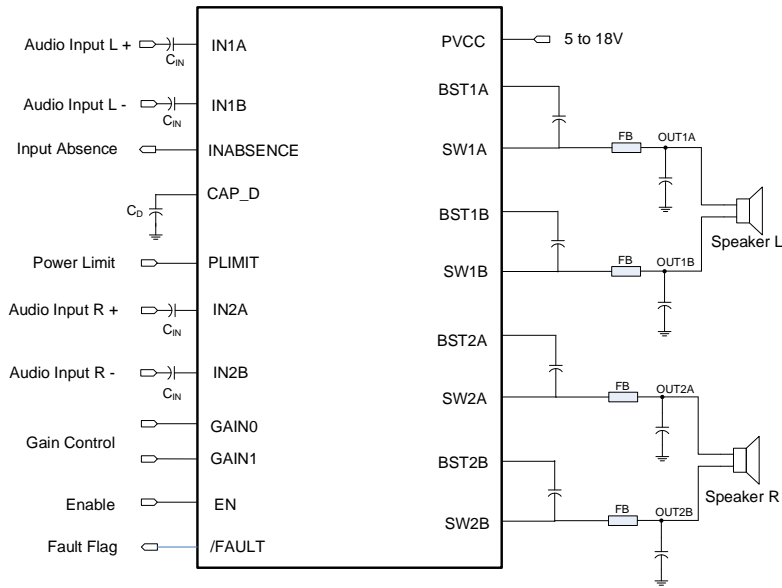 Audio Input L +
C_IN
IN1A
Audio Input L -
C_IN
IN1B
Input Absence
INABSENCE
CAP_D
C_D
Power Limit
PLIMIT
Audio Input R +
C_IN
IN2A
Audio Input R -
C_IN
IN2B
Gain Control
GAIN0
GAIN1
Enable
EN
Fault Flag
/FAULT
PVCC
5 to 18V
BST1A
SW1A
FB
OUT1A
BST1B
SW1B
FB
OUT1B
Speaker L
BST2A
SW2A
FB
OUT2A
BST2B
SW2B
FB
OUT2B
Speaker R